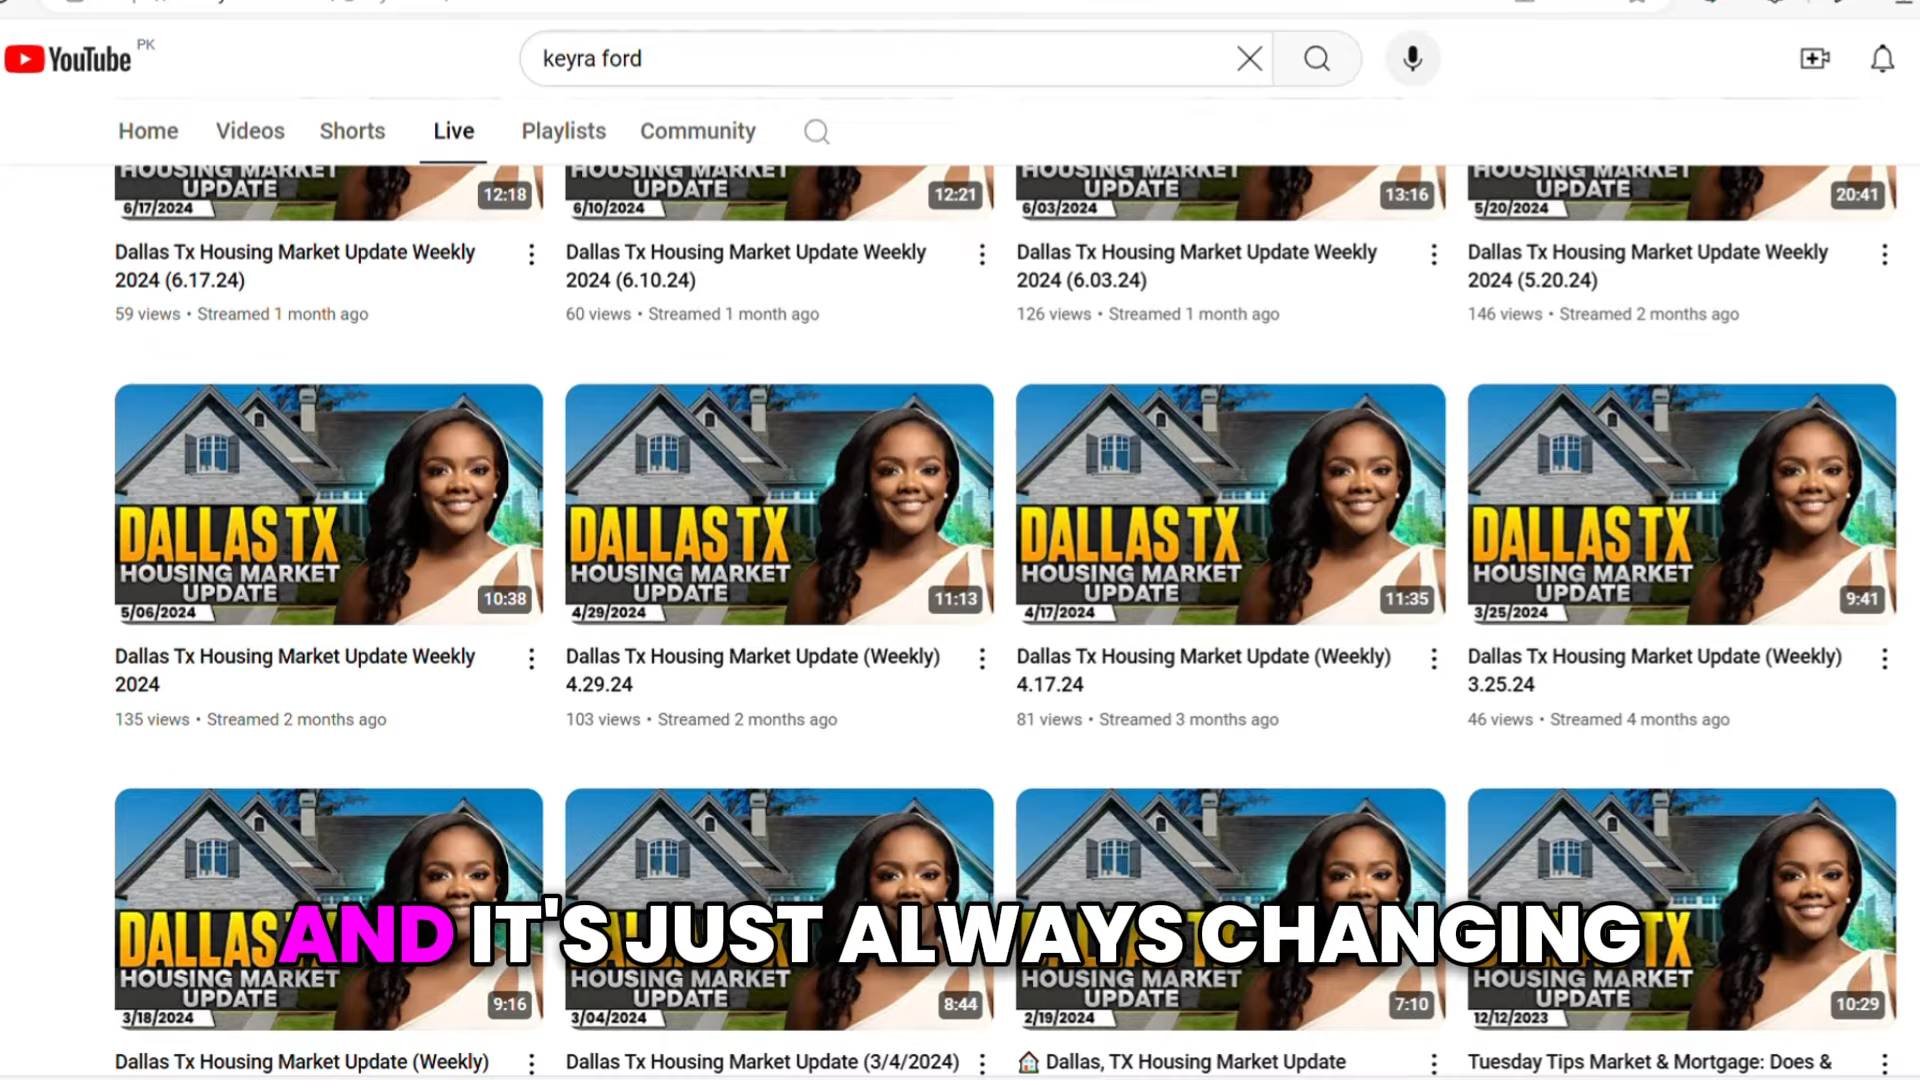 YouTube PK
keyra ford
Home Videos Shorts Live Playlists Community
HOUSING MARKET
UPDATE
6/17/2024
12:18
HOUSING MARKET
UPDATE
6/10/2024
12:21
HOUSING MARKET
UPDATE
6/03/2024
13:16
HOUSING MARKET
UPDATE
5/20/2024
20:41
Dallas Tx Housing Market Update Weekly
2024 (6.17.24)
59 views • Streamed 1 month ago
Dallas Tx Housing Market Update Weekly
2024 (6.10.24)
60 views • Streamed 1 month ago
Dallas Tx Housing Market Update Weekly
2024 (6.03.24)
126 views • Streamed 1 month ago
Dallas Tx Housing Market Update Weekly
2024 (5.20.24)
146 views • Streamed 2 months ago
DALLAS TX
HOUSING MARKET
UPDATE
5/06/2024
10:38
DALLAS TX
HOUSING MARKET
UPDATE
4/29/2024
11:13
DALLAS TX
HOUSING MARKET
UPDATE
4/17/2024
11:35
DALLAS TX
HOUSING MARKET
UPDATE
3/25/2024
9:41
Dallas Tx Housing Market Update Weekly
2024
135 views • Streamed 2 months ago
Dallas Tx Housing Market Update (Weekly)
4.29.24
103 views • Streamed 2 months ago
Dallas Tx Housing Market Update (Weekly)
4.17.24
81 views • Streamed 3 months ago
Dallas Tx Housing Market Update (Weekly)
3.25.24
46 views • Streamed 4 months ago
AND IT'S JUST ALWAYS CHANGING
DALLAS
HOUSING MARKET
UPDATE
3/18/2024
9:16
HOUSING MARKET
UPDATE
3/04/2024
8:44
HOUSING MARKET
UPDATE
2/19/2024
7:10
TX
HOUSING MARKET
UPDATE
12/12/2023
10:29
Dallas Tx Housing Market Update (Weekly)
Dallas Tx Housing Market Update (3/4/2024)
Dallas, TX Housing Market Update
Tuesday Tips Market & Mortgage: Does &